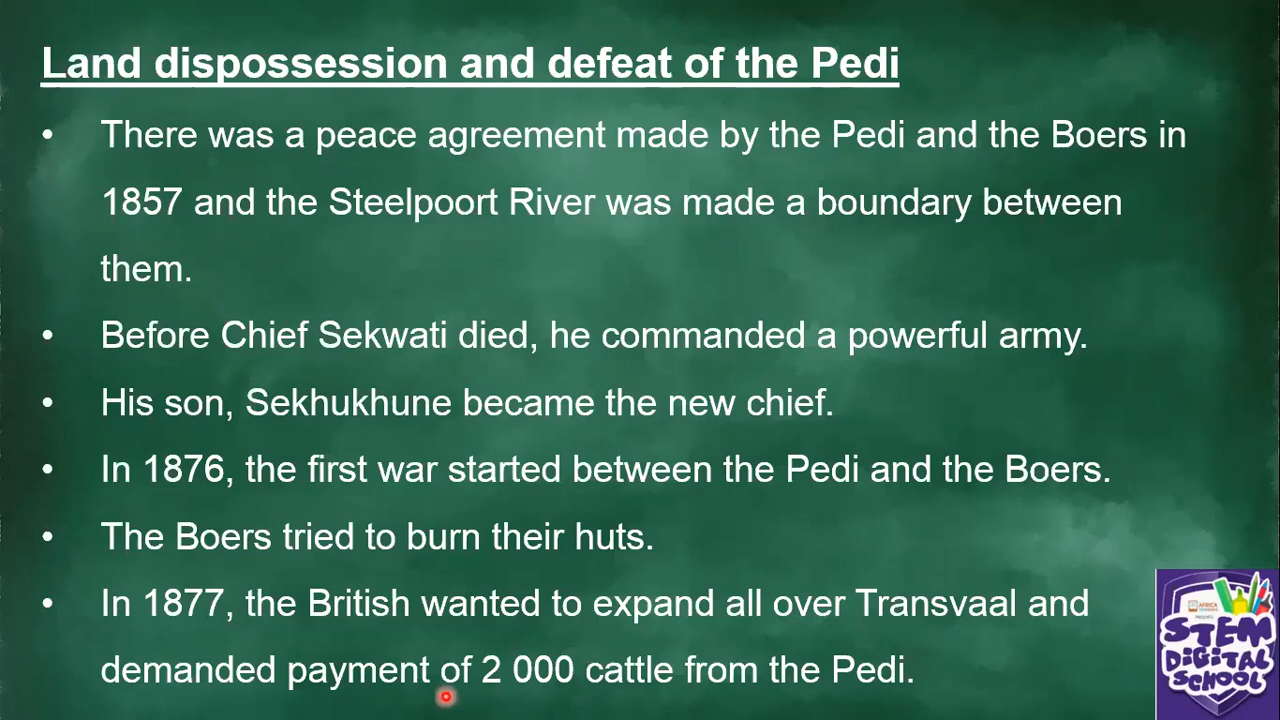 Land dispossession and defeat of the Pedi
• There was a peace agreement made by the Pedi and the Boers in
1857 and the Steelpoort River was made a boundary between
them.
• Before Chief Sekwati died, he commanded a powerful army.
• His son, Sekhukhune became the new chief.
• In 1876, the first war started between the Pedi and the Boers.
• The Boers tried to burn their huts.
• In 1877, the British wanted to expand all over Transvaal and
demanded payment of 2 000 cattle from the Pedi.
AFRICA
PRESENTS
STEM
DiGiTAL
SCHOOL